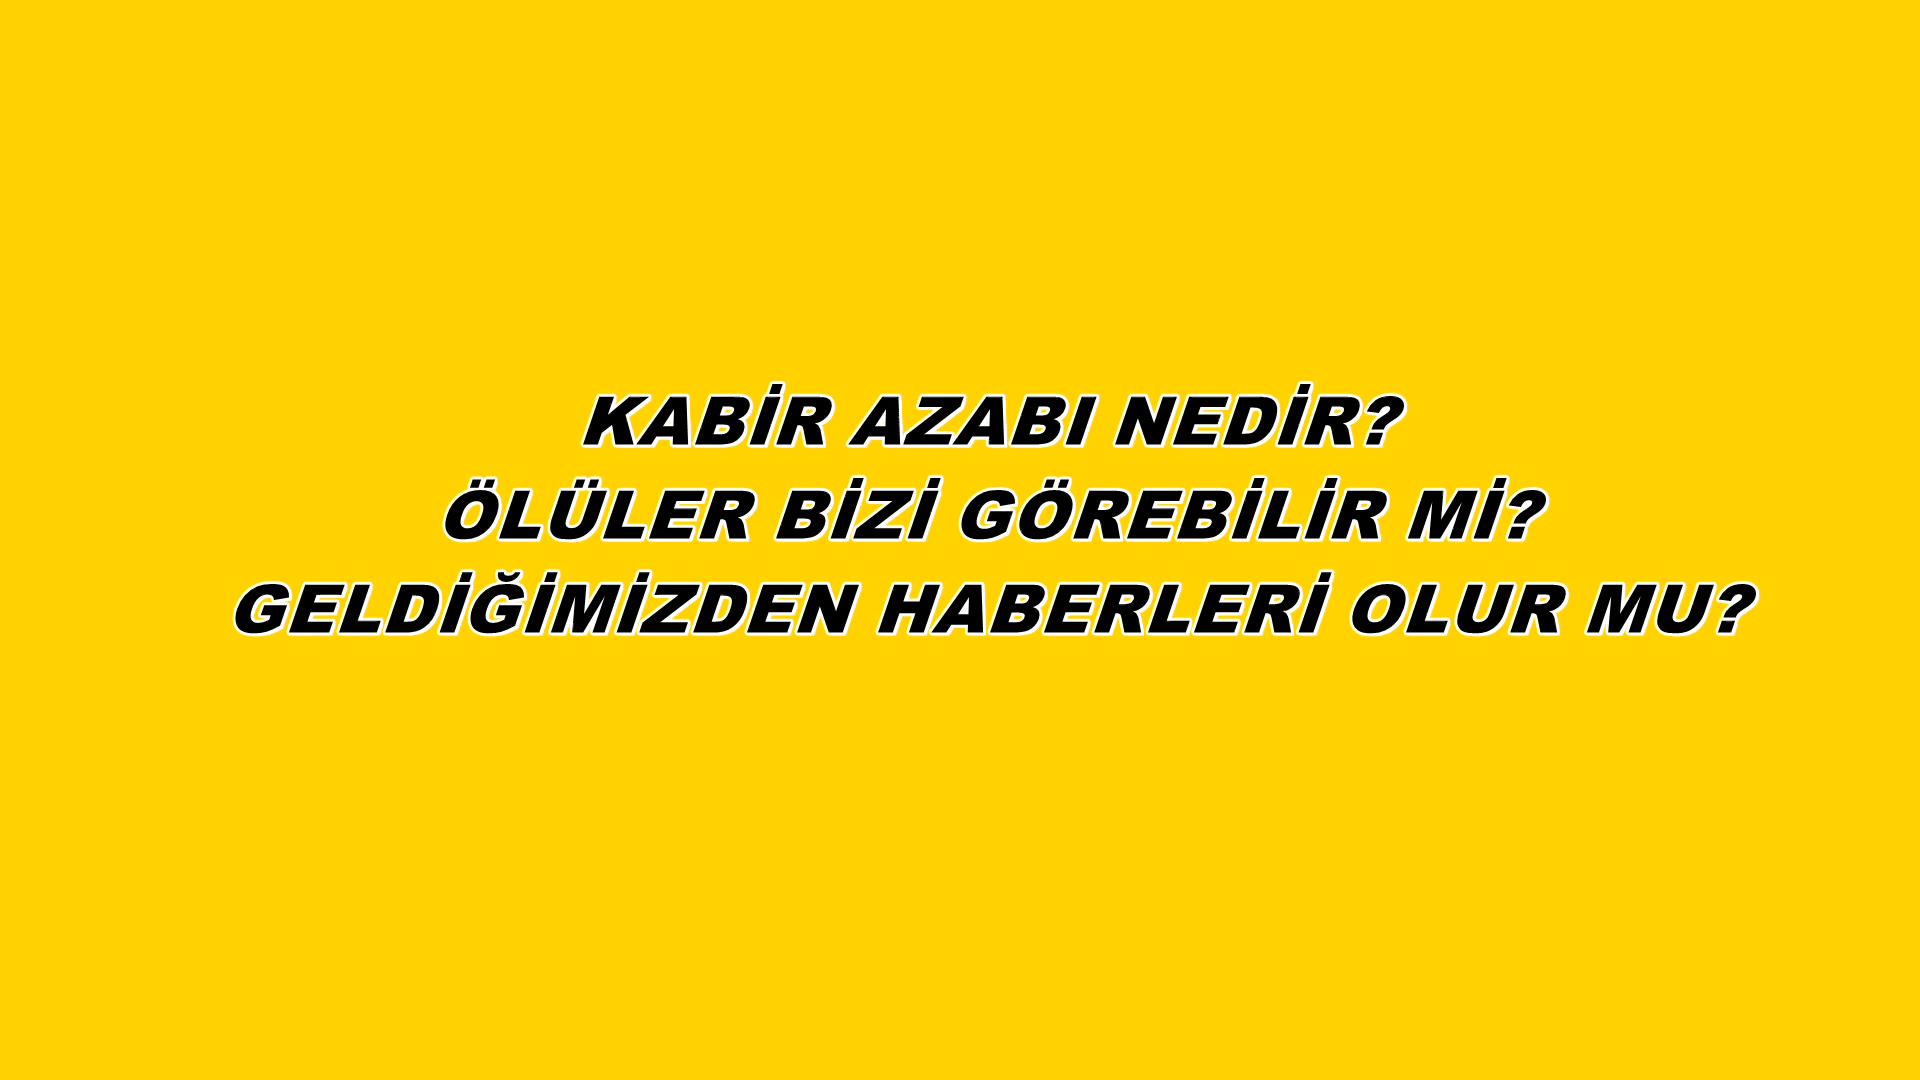 KABİR AZABI NEDİR?
ÖLÜLER BİZİ GÖREBİLİR Mİ?
GELDİĞİMİZDEN HABERLERİ OLUR MU?